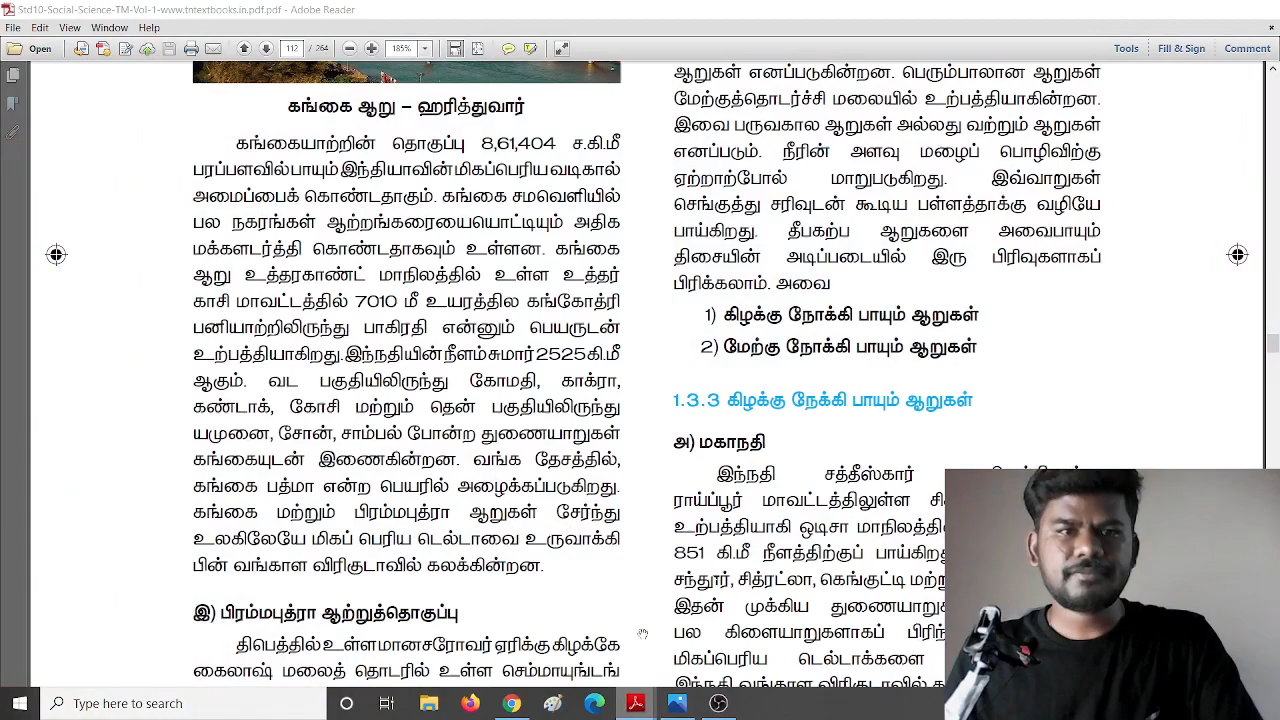 Std10-Social-Science-TM-Vol-1-www.tntextbooks.in.pdf.pdf - Adobe Reader
File Edit View Window Help
Open 112 / 264 185% Tools Fill & Sign Comment
கங்கை ஆறு – ஹரித்துவார்
கங்கையாற்றின் தொகுப்பு 8,61,404 ச.கி.மீ
பரப்பளவில் பாயும் இந்தியாவின் மிகப்பெரிய வடிகால்
அமைப்பைக் கொண்டதாகும். கங்கை சமவெளியில்
பல நகரங்கள் ஆற்றங்கரையையொட்டியும் அதிக
மக்களடர்த்தி கொண்டதாகவும் உள்ளன. கங்கை
ஆறு உத்தரகாண்ட் மாநிலத்தில் உள்ள உத்தர்
காசி மாவட்டத்தில் 7010 மீ உயரத்தில கங்கோத்ரி
பனியாற்றிலிருந்து பாகிரதி என்னும் பெயருடன்
உற்பத்தியாகிறது. இந்நதியின் நீளம் சுமார் 2525 கி.மீ
ஆகும். வட பகுதியிலிருந்து கோமதி, காக்ரா,
கண்டாக், கோசி மற்றும் தென் பகுதியிலிருந்து
யமுனை, சோன், சாம்பல் போன்ற துணையாறுகள்
கங்கையுடன் இணைகின்றன. வங்க தேசத்தில்,
கங்கை பத்மா என்ற பெயரில் அழைக்கப்படுகிறது.
கங்கை மற்றும் பிரம்மபுத்ரா ஆறுகள் சேர்ந்து
உலகிலேயே மிகப் பெரிய டெல்டாவை உருவாக்கி
பின் வங்காள விரிகுடாவில் கலக்கின்றன.
இ) பிரம்மபுத்ரா ஆற்றுத்தொகுப்பு
திபெத்தில் உள்ள மானசரோவர் ஏரிக்கு கிழக்கே
கைலாஷ் மலைத் தொடரில் உள்ள செம்மாயுங்டங்
ஆறுகள் எனப்படுகின்றன. பெரும்பாலான ஆறுகள்
மேற்குத்தொடர்ச்சி மலையில் உற்பத்தியாகின்றன.
இவை பருவகால ஆறுகள் அல்லது வற்றும் ஆறுகள்
எனப்படும். நீரின் அளவு மழைப் பொழிவிற்கு
ஏற்றாற்போல் மாறுபடுகிறது. இவ்வாறுகள்
செங்குத்து சரிவுடன் கூடிய பள்ளத்தாக்கு வழியே
பாய்கிறது. தீபகற்ப ஆறுகளை அவைபாயும்
திசையின் அடிப்படையில் இரு பிரிவுகளாகப்
பிரிக்கலாம். அவை
1) கிழக்கு நோக்கி பாயும் ஆறுகள்
2) மேற்கு நோக்கி பாயும் ஆறுகள்
1.3.3 கிழக்கு நேக்கி பாயும் ஆறுகள்
அ) மகாநதி
இந்நதி சத்தீஸ்கார்
ராய்ப்பூர் மாவட்டத்திலுள்ள
உற்பத்தியாகி ஒடிசா
851 கி.மீ நீளத்திற்குப்
சந்தூர், சித்ரட்லா, கெங்குட்டி
இதன் முக்கிய
பல கிளையாறுகளாகப்
மிகப்பெரிய டெல்டாக்களை
இந்நதி வங்காள விரிகுடாவில்
Type here to search